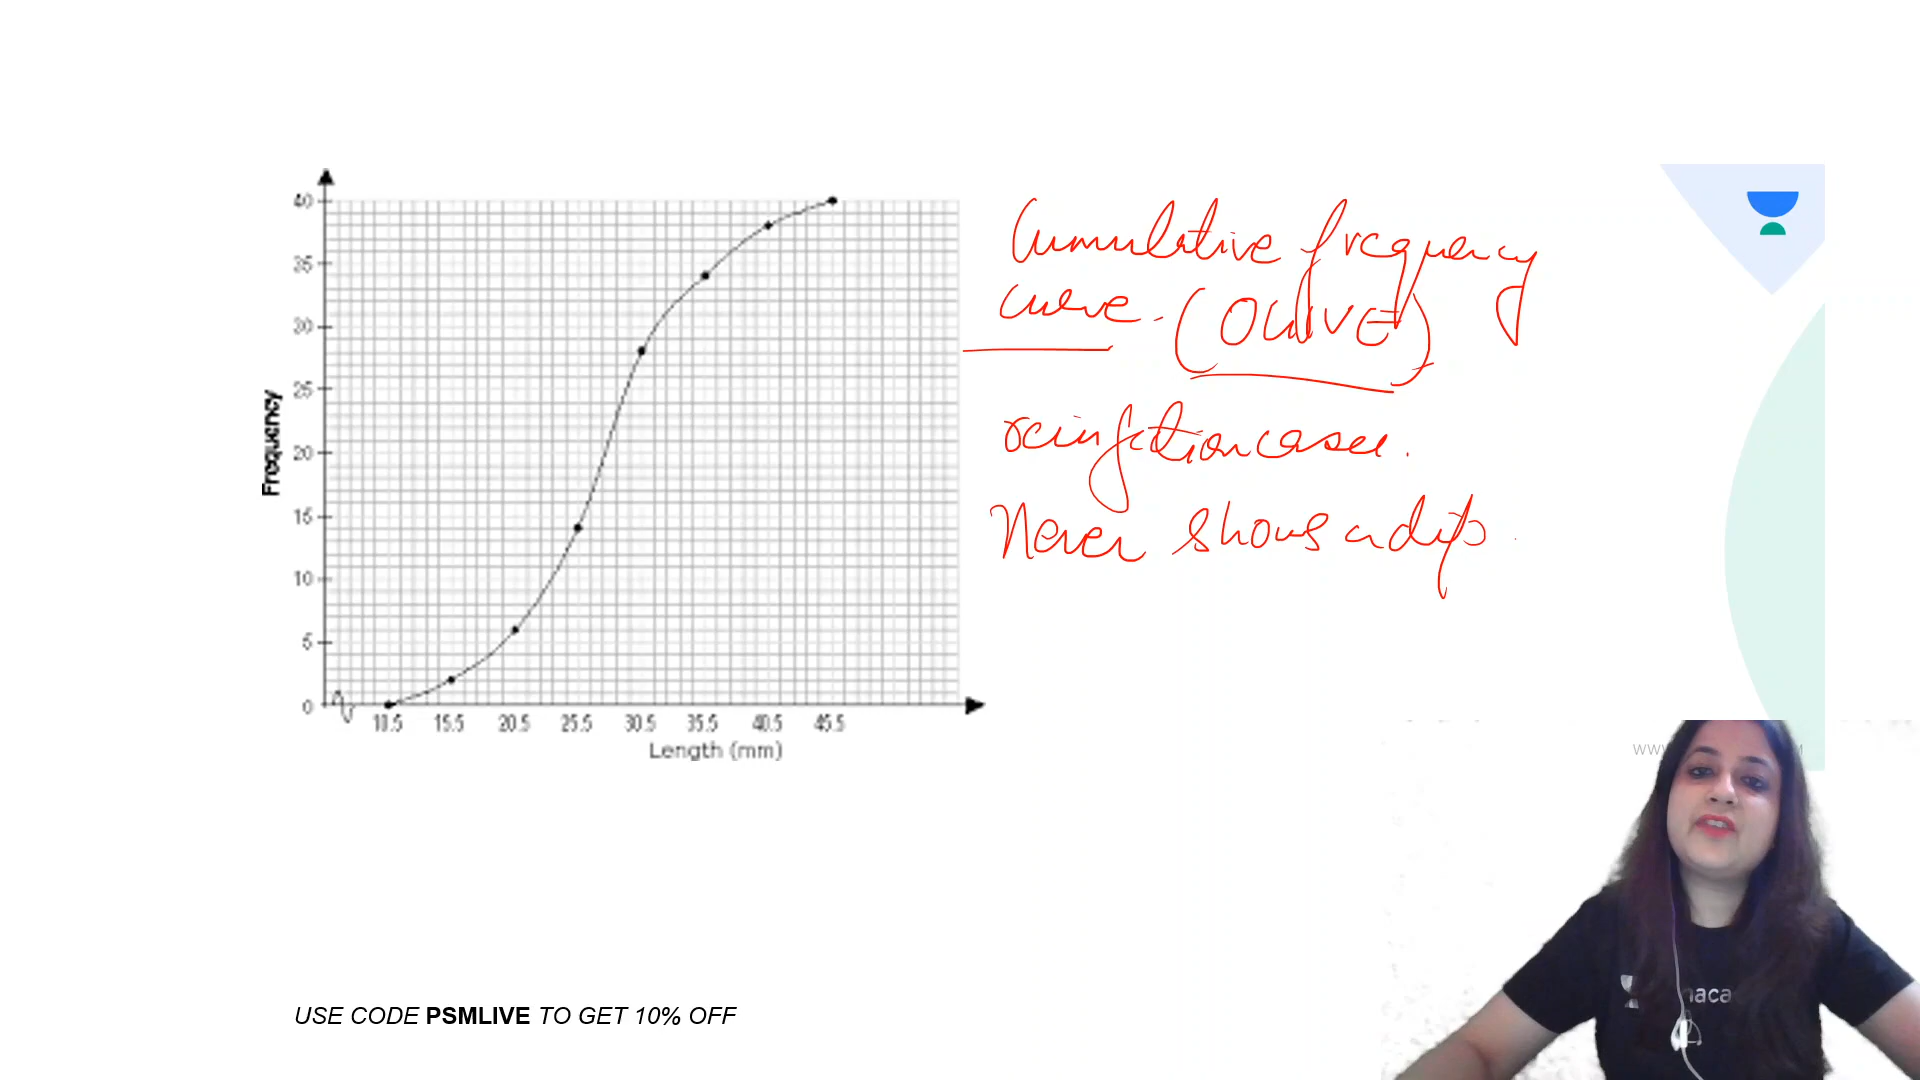 40
35
30
25
20
15
10
5
0
Frequency
10.5 15.5 20.5 25.5 30.5 35.5 40.5 45.5
Length (mm)
Cumulative frequency
curve. (OGIVE)
reinfection cases.
Never shows a dip
USE CODE PSMLIVE TO GET 10% OFF